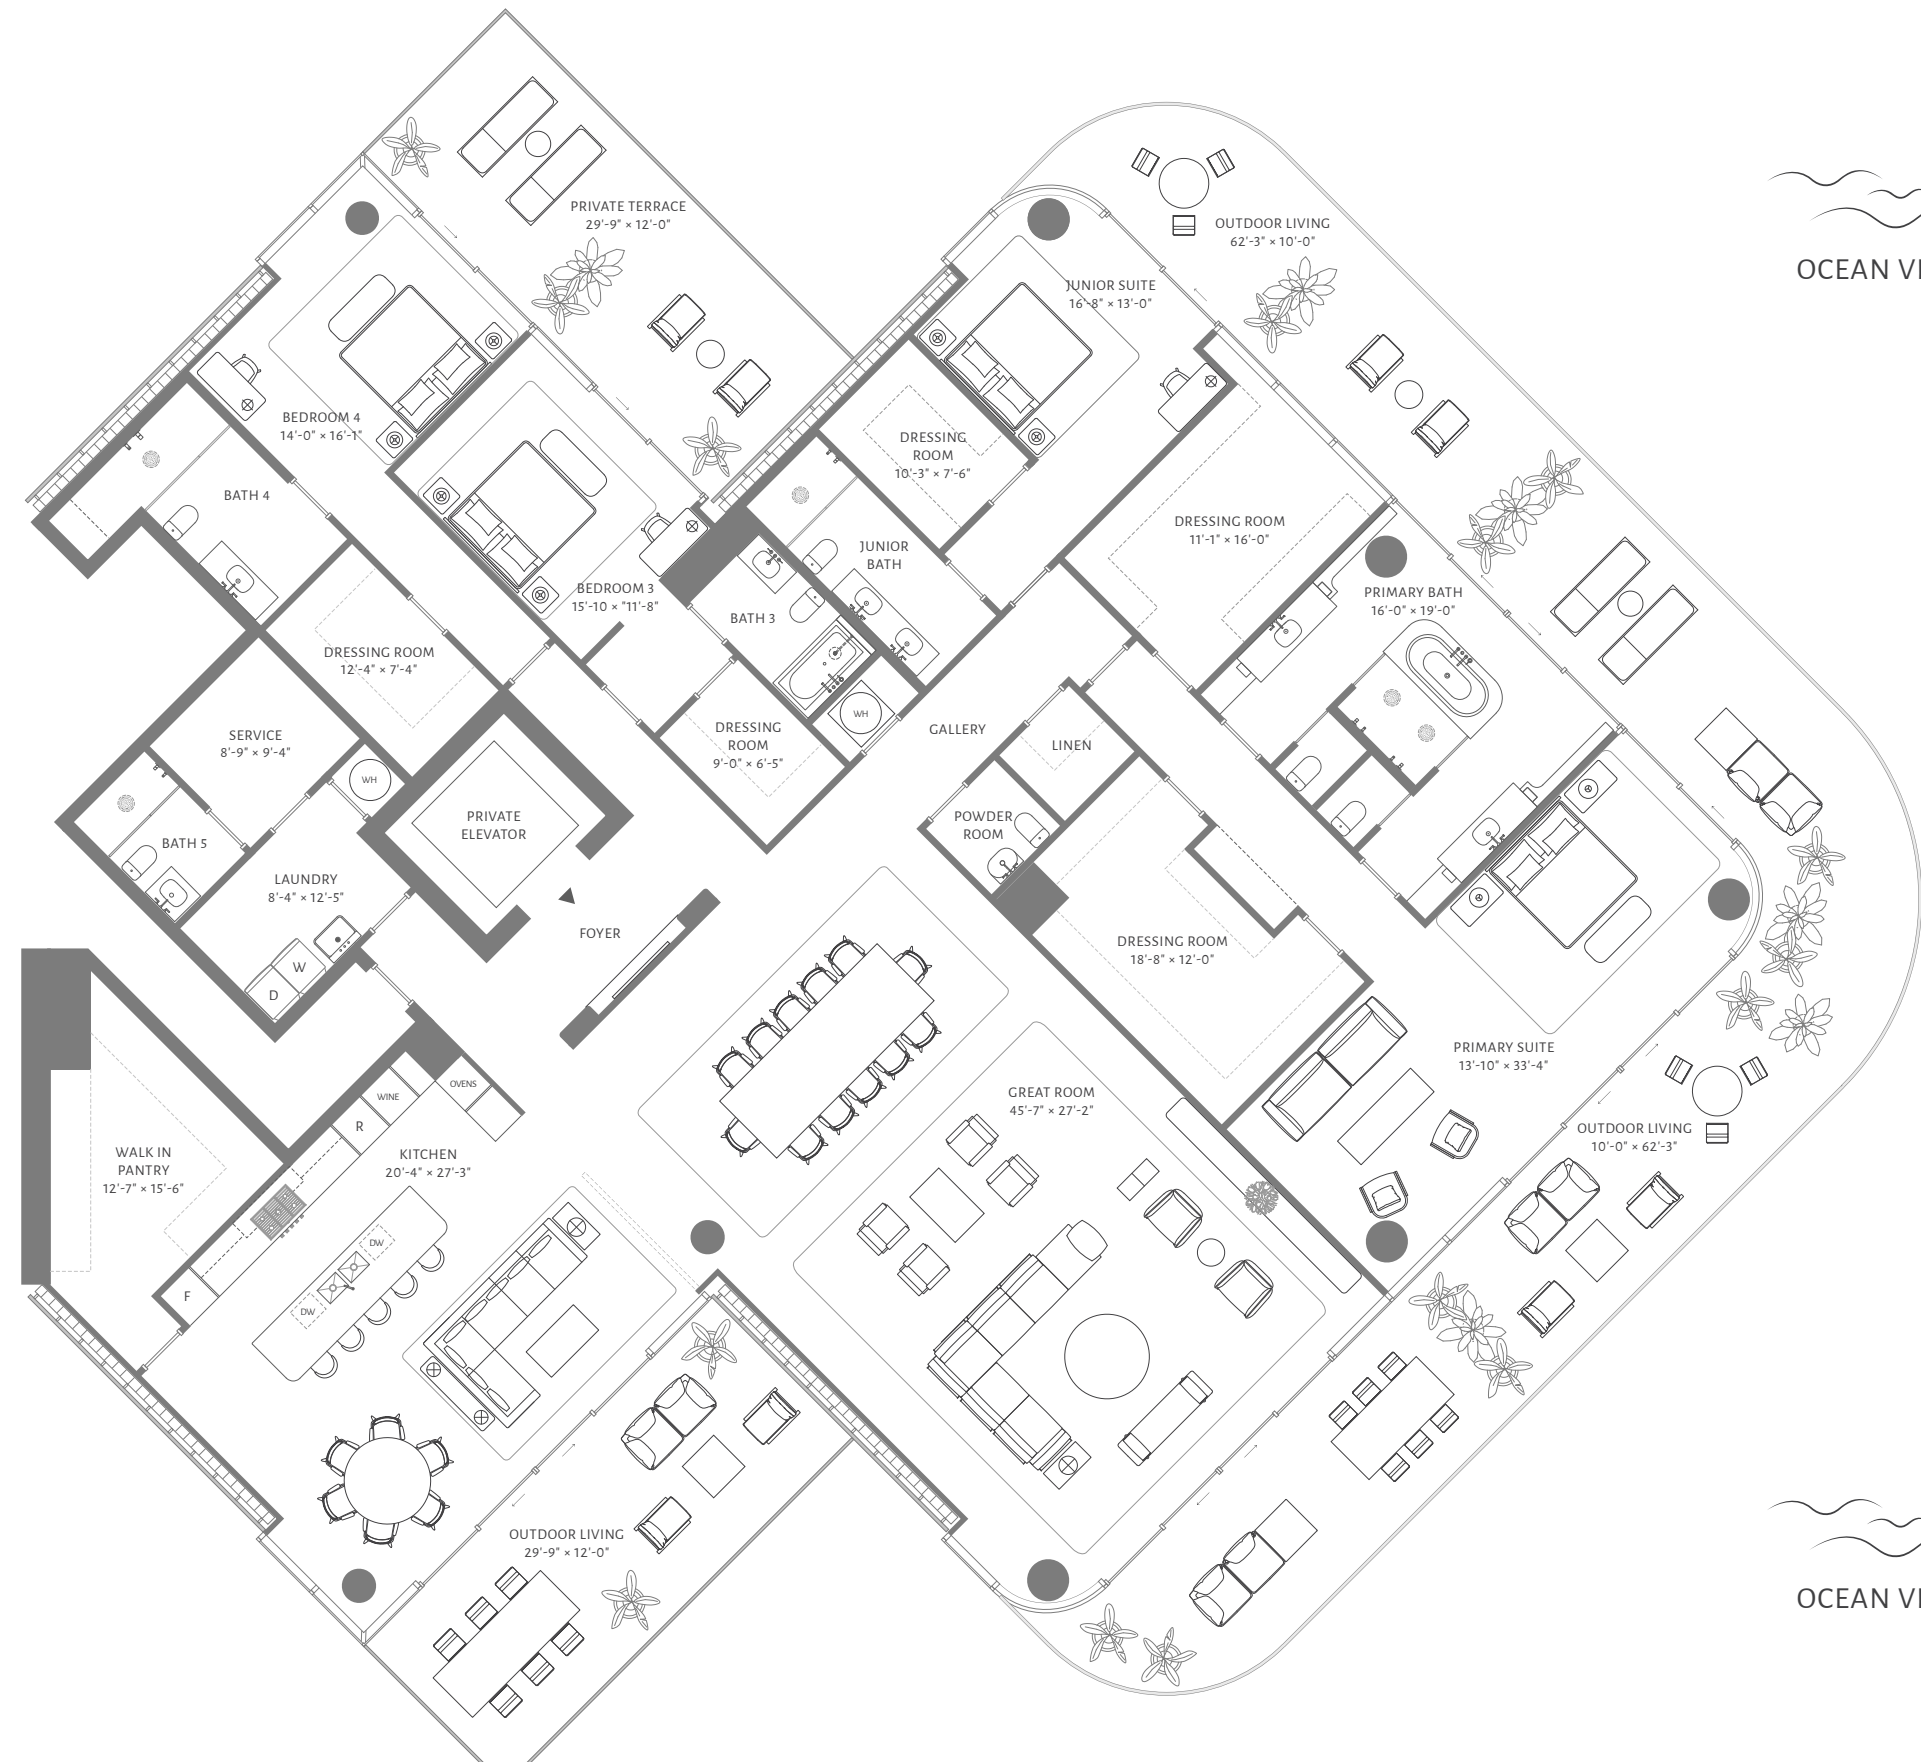 PRIVATE TERRACE
29'-9" × 12'-0"
OUTDOOR LIVING
62'-3" × 10'-0"
OCEAN VI
JUNIOR SUITE
16'-8" × 13'-0"
BEDROOM 4
14'-0" × 16'-1"
DRESSING
ROOM
10'-3" × 7'-6"
BATH 4
DRESSING ROOM
11'-1" × 16'-0"
JUNIOR
BATH
BEDROOM 3
15'-10 × "11'-8"
PRIMARY BATH
16'-0" × 19'-0"
BATH 3
DRESSING ROOM
12'-4" × 7'-4"
WH
SERVICE
8'-9" × 9'-4"
DRESSING
ROOM
9'-0" × 6'-5"
GALLERY
LINEN
WH
PRIVATE
ELEVATOR
POWDER
ROOM
BATH 5
LAUNDRY
8'-4" × 12'-5"
FOYER
DRESSING ROOM
18'-8" × 12'-0"
W
D
PRIMARY SUITE
13'-10" × 33'-4"
OVENS
WINE
R
GREAT ROOM
45'-7" × 27'-2"
OUTDOOR LIVING
10'-0" × 62'-3"
WALK IN
PANTRY
12'-7" × 15'-6"
KITCHEN
20'-4" × 27'-3"
DW
F
DW
OUTDOOR LIVING
29'-9" × 12'-0"
OCEAN VI